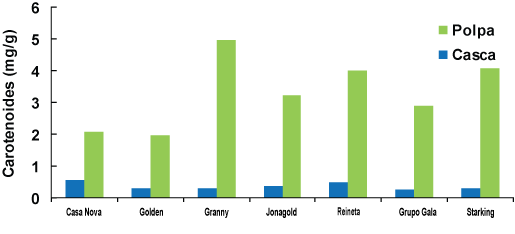 6
5
4
3
2
1
0
Carotenoides (mg/g)
Polpa
Casca
Casa Nova Golden Granny Jonagold Reineta Grupo Gala Starking